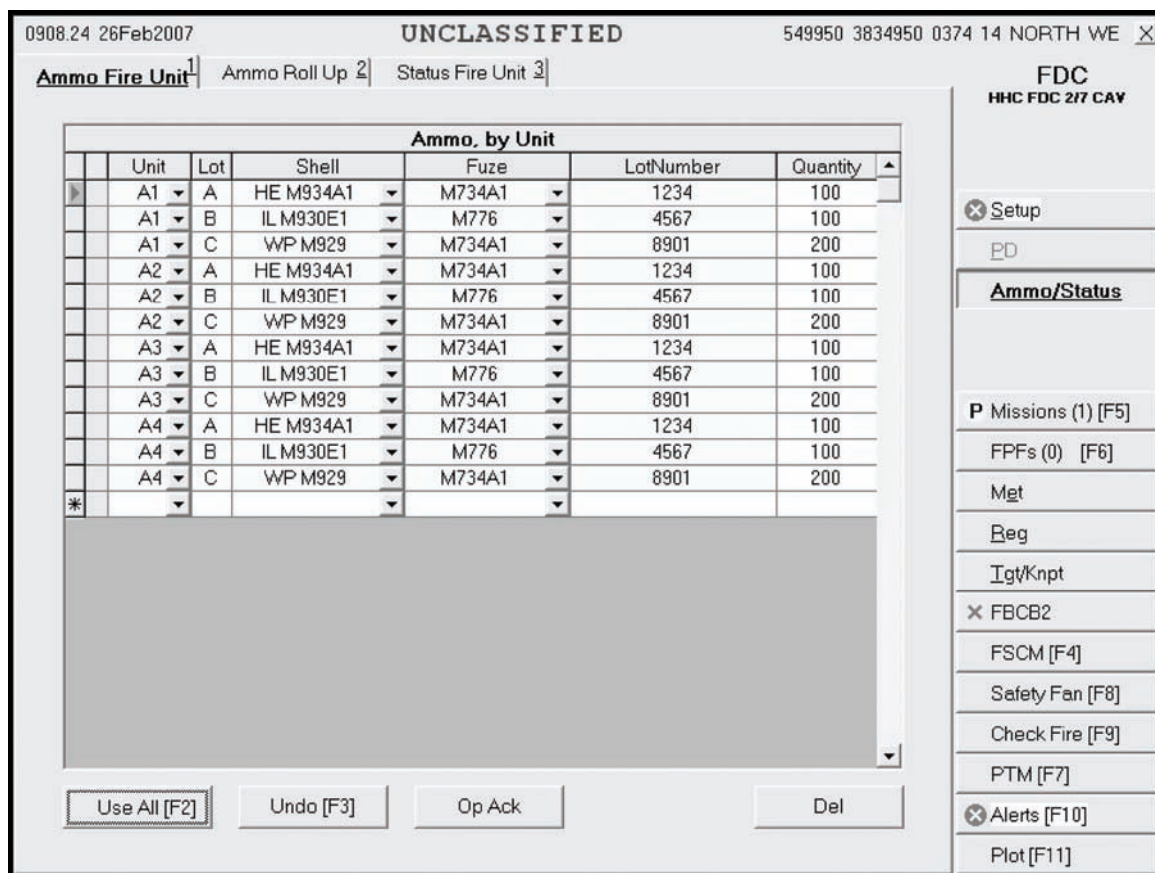 0908.24 26Feb2007 UNCLASSIFIED 549950 3834950 0374 14 NORTH WE X
Ammo Fire Unit 1 Ammo Roll Up 2 Status Fire Unit 3
FDC
HHC FDC 2/7 CAV
Ammo, by Unit
Unit Lot Shell Fuze LotNumber Quantity
A1 A HE M934A1 M734A1 1234 100
A1 B IL M930E1 M776 4567 100
A1 C WP M929 M734A1 8901 200
A2 A HE M934A1 M734A1 1234 100
A2 B IL M930E1 M776 4567 100
A2 C WP M929 M734A1 8901 200
A3 A HE M934A1 M734A1 1234 100
A3 B IL M930E1 M776 4567 100
A3 C WP M929 M734A1 8901 200
A4 A HE M934A1 M734A1 1234 100
A4 B IL M930E1 M776 4567 100
A4 C WP M929 M734A1 8901 200
*
Use All [F2] Undo [F3] Op Ack Del
Setup
PD
Ammo/Status
P Missions (1) [F5]
FPFs (0) [F6]
Met
Reg
Tgt/Knpt
FBCB2
FSCM [F4]
Safety Fan [F8]
Check Fire [F9]
PTM [F7]
Alerts [F10]
Plot [F11]